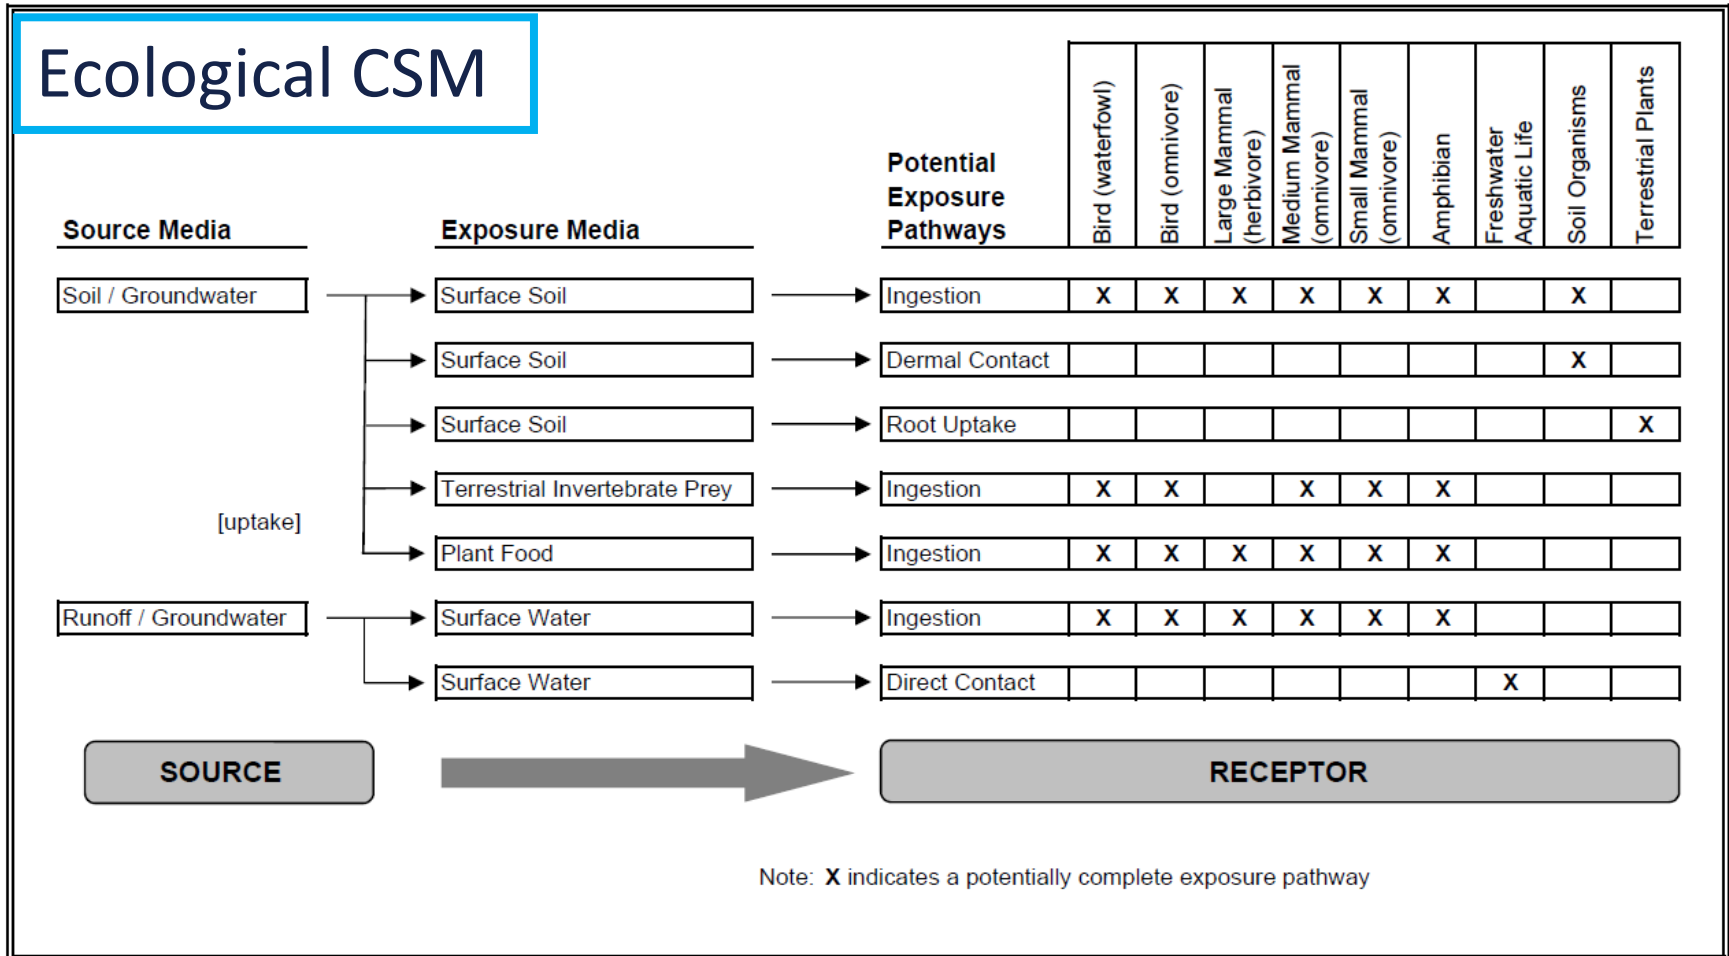 Ecological CSM
Source Media
Exposure Media
Potential
Exposure
Pathways
Bird (waterfowl)
Bird (omnivore)
Large Mammal
(herbivore)
Medium Mammal
(omnivore)
Small Mammal
(omnivore)
Amphibian
Freshwater
Aquatic Life
Soil Organisms
Terrestrial Plants
Soil / Groundwater Surface Soil Ingestion X X X X X X X
Surface Soil Dermal Contact X
Surface Soil Root Uptake X
Terrestrial Invertebrate Prey Ingestion X X X X X
[uptake]
Plant Food Ingestion X X X X X X
Runoff / Groundwater Surface Water Ingestion X X X X X X
Surface Water Direct Contact X
SOURCE RECEPTOR
Note: X indicates a potentially complete exposure pathway